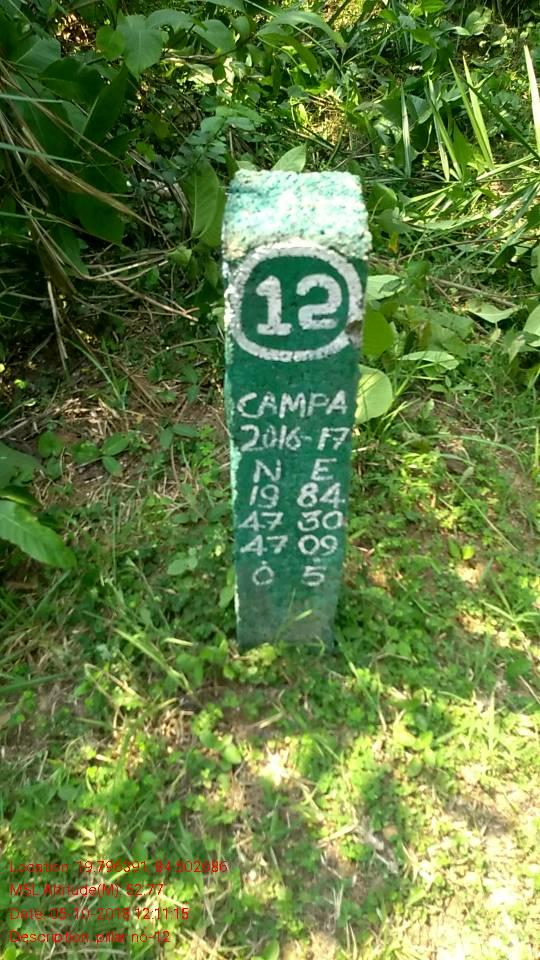 12
CAMPA
2016-17
N E
19 84
47 30
47 09
0 5
Location: 19.796391, 84.502686
MSL Altitude(M): 62.77
Date: 05-10-2018 12:11:15
Description: pillar no-12